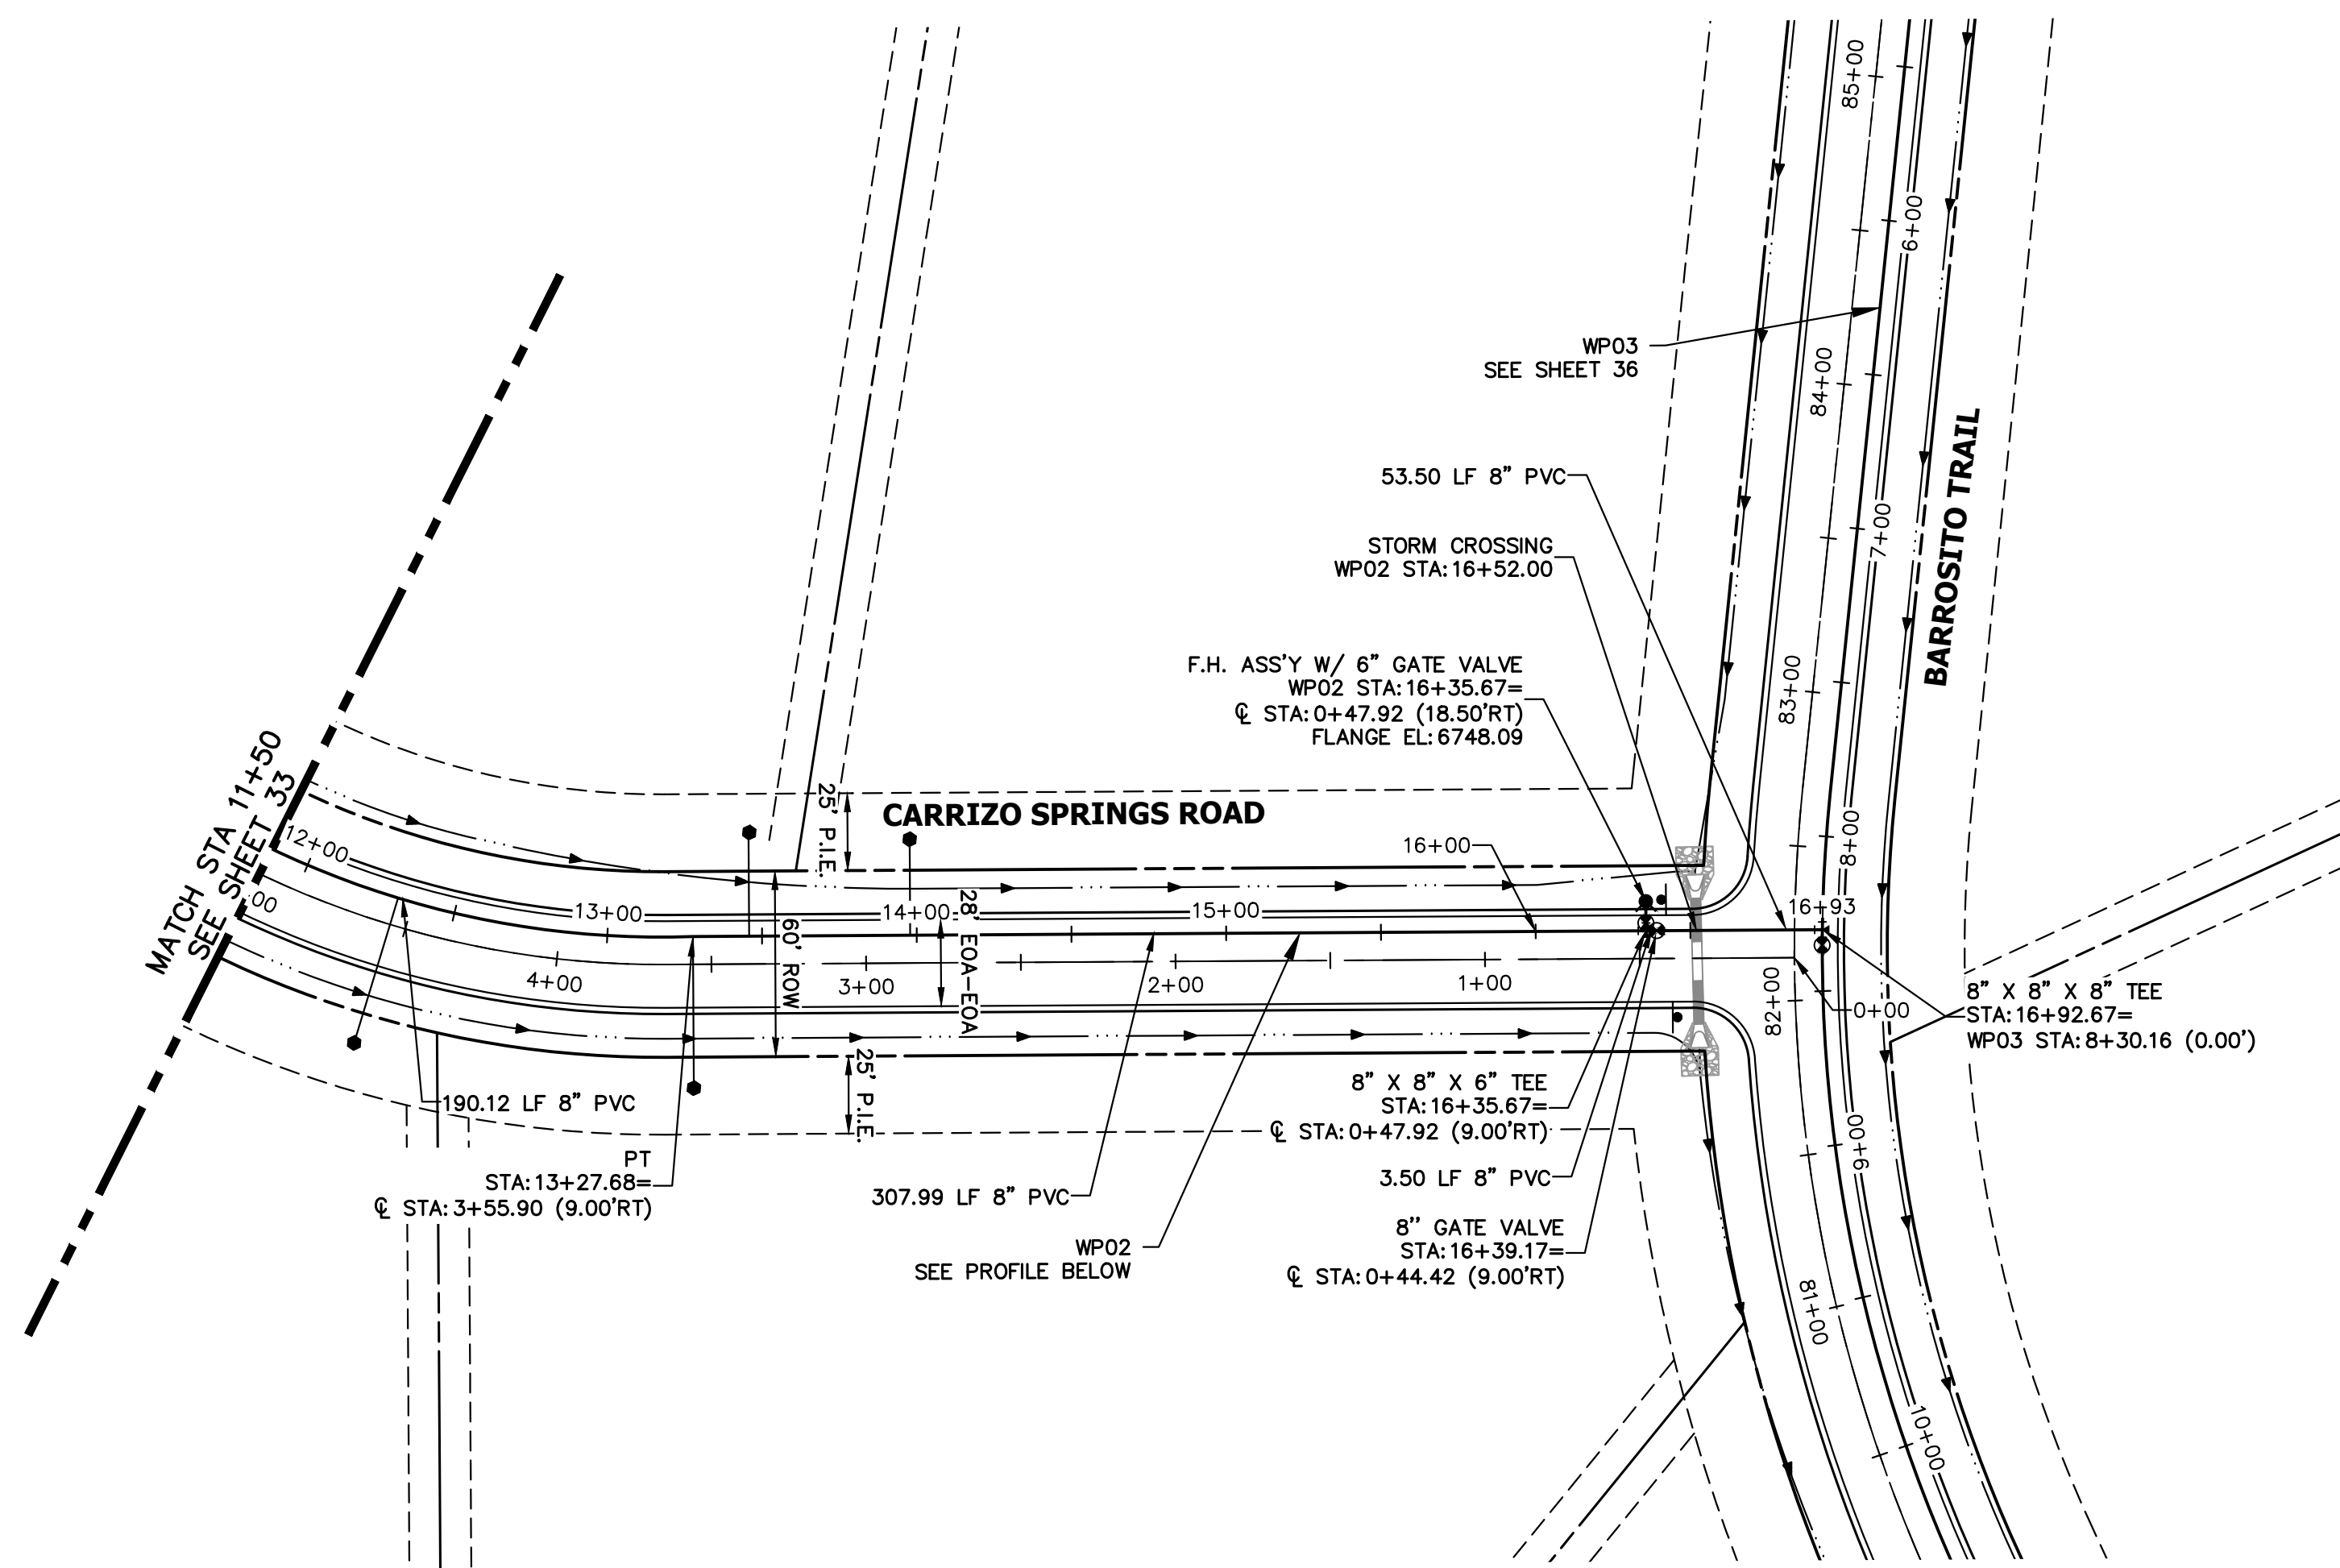 85+00
6+00
WP03
SEE SHEET 36
84+00
BARROSITO TRAIL
53.50 LF 8" PVC
7+00
STORM CROSSING
WP02 STA:16+52.00
83+00
F.H. ASS'Y W/ 6" GATE VALVE
WP02 STA:16+35.67=
℄ STA:0+47.92 (18.50'RT)
FLANGE EL:6748.09
MATCH STA 11+50
SEE SHEET 33
25' P.I.E.
CARRIZO SPRINGS ROAD
12+00
16+00
8+00
00
13+00
14+00
15+00
16+93
60' ROW
28' EOA-EOA
4+00
3+00
2+00
1+00
82+00
0+00
8" X 8" X 8" TEE
STA:16+92.67=
WP03 STA:8+30.16 (0.00')
190.12 LF 8" PVC
25' P.I.E.
8" X 8" X 6" TEE
STA:16+35.67=
℄ STA:0+47.92 (9.00'RT)
9+00
PT
STA:13+27.68=
℄ STA:3+55.90 (9.00'RT)
307.99 LF 8" PVC
3.50 LF 8" PVC
WP02
SEE PROFILE BELOW
8'' GATE VALVE
STA:16+39.17=
℄ STA:0+44.42 (9.00'RT)
81+00
10+00